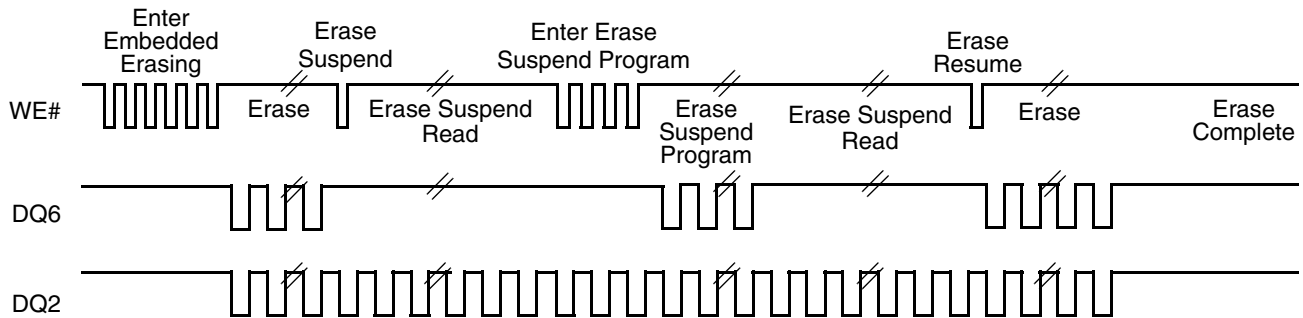 Enter
Embedded
Erasing
Erase
Suspend
Enter Erase
Suspend Program
Erase
Resume
WE#
Erase
Erase Suspend
Read
Erase
Suspend
Program
Erase Suspend
Read
Erase
Erase
Complete
DQ6
DQ2